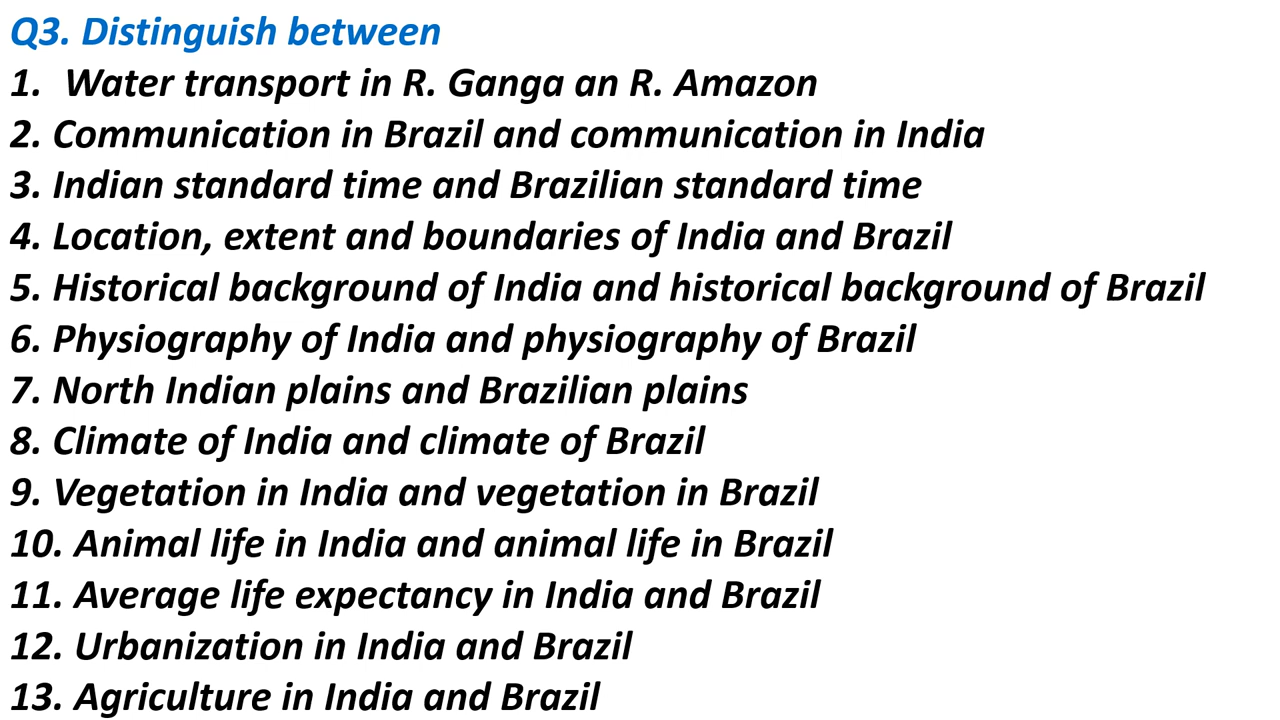 Q3. Distinguish between
1. Water transport in R. Ganga an R. Amazon
2. Communication in Brazil and communication in India
3. Indian standard time and Brazilian standard time
4. Location, extent and boundaries of India and Brazil
5. Historical background of India and historical background of Brazil
6. Physiography of India and physiography of Brazil
7. North Indian plains and Brazilian plains
8. Climate of India and climate of Brazil
9. Vegetation in India and vegetation in Brazil
10. Animal life in India and animal life in Brazil
11. Average life expectancy in India and Brazil
12. Urbanization in India and Brazil
13. Agriculture in India and Brazil